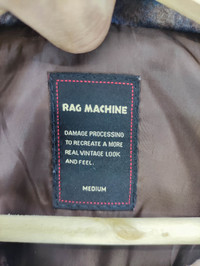 RAG MACHINE
DAMAGE PROCESSING
TO RECREATE A MORE
REAL VINTAGE LOOK
AND FEEL.
MEDIUM